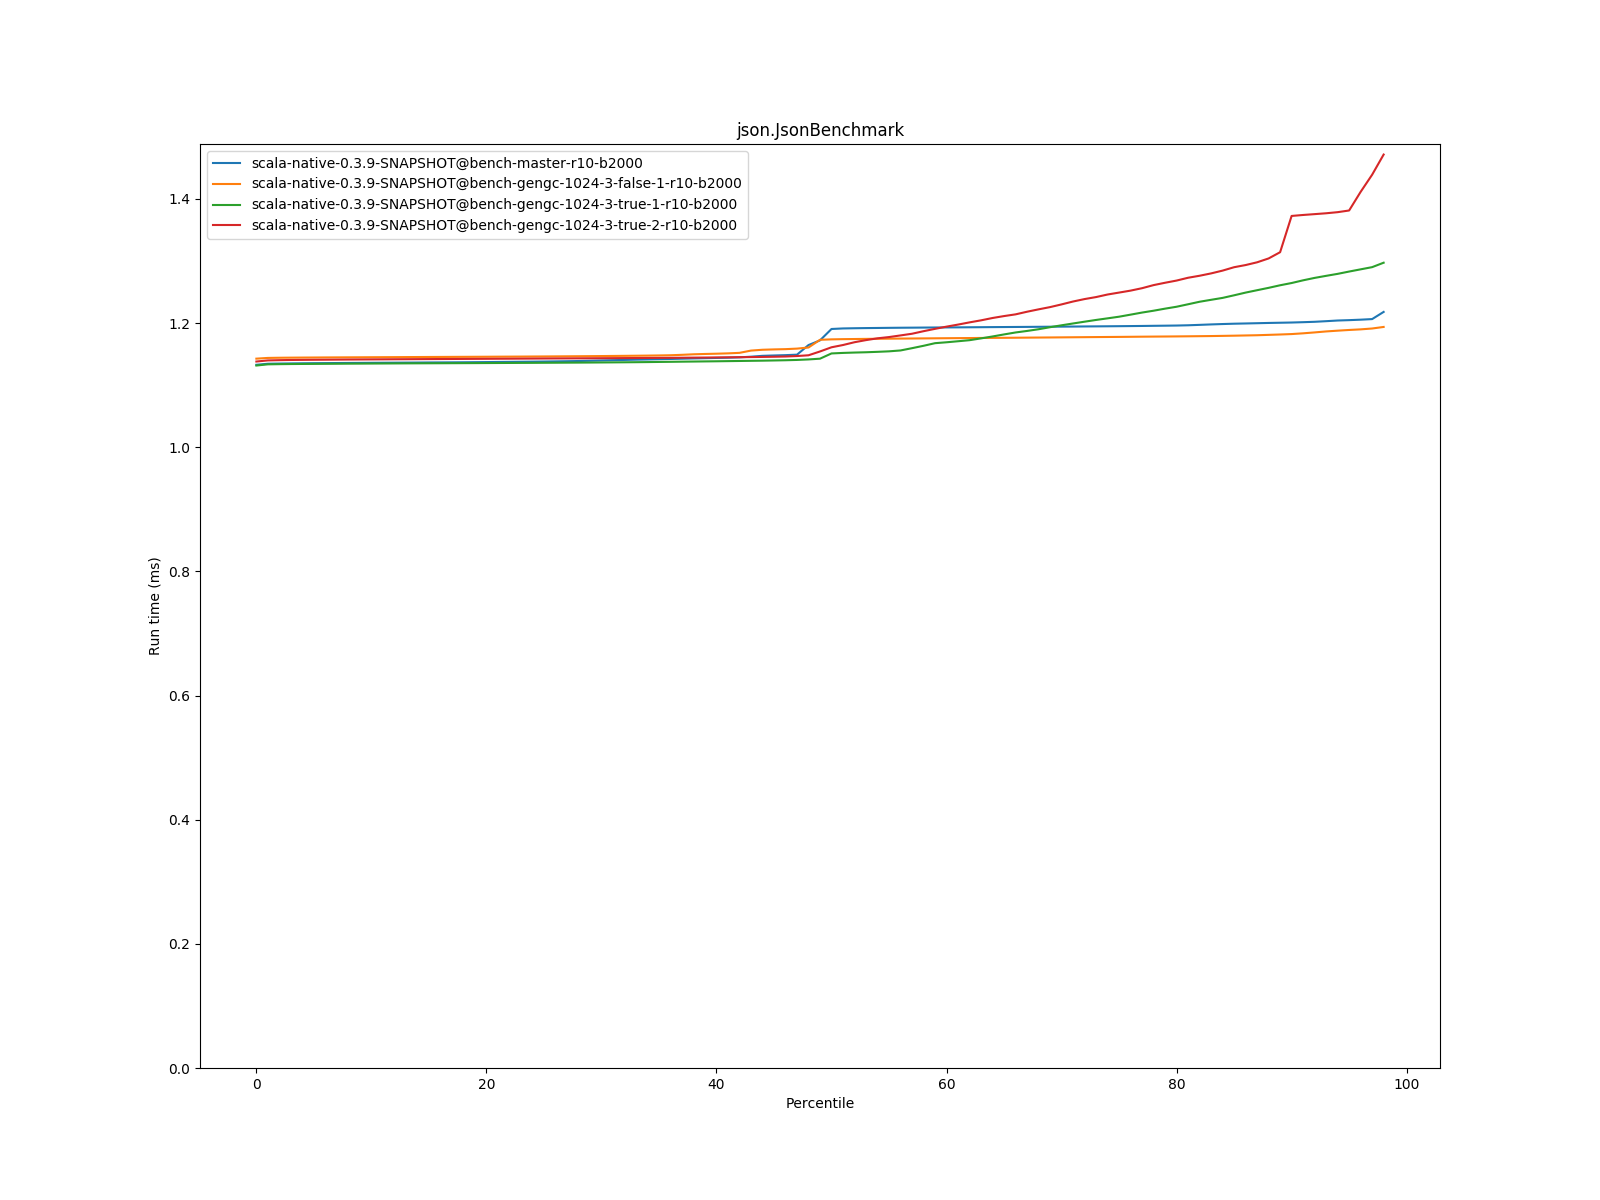 json.JsonBenchmark
scala-native-0.3.9-SNAPSHOT@bench-master-r10-b2000
scala-native-0.3.9-SNAPSHOT@bench-gengc-1024-3-false-1-r10-b2000
scala-native-0.3.9-SNAPSHOT@bench-gengc-1024-3-true-1-r10-b2000
scala-native-0.3.9-SNAPSHOT@bench-gengc-1024-3-true-2-r10-b2000
Run time (ms)
1.4
1.2
1.0
0.8
0.6
0.4
0.2
0.0
0 20 40 60 80 100
Percentile